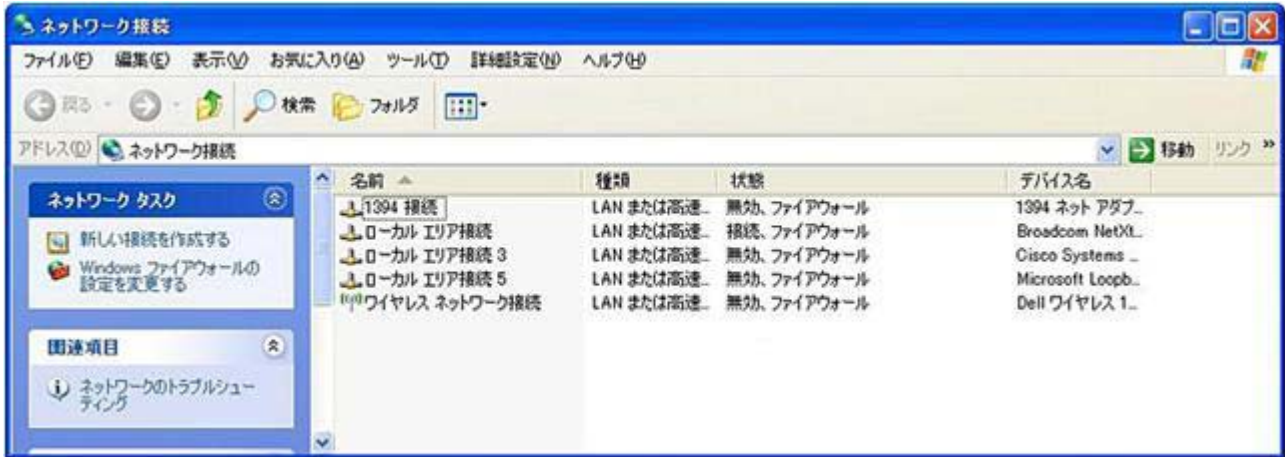 ネットワーク接続
ファイル(F) 編集(E) 表示(V) お気に入り(A) ツール(T) 詳細設定(N) ヘルプ(H)
戻る 検索 フォルダ
アドレス(D) ネットワーク接続 移動 リンク »
名前 種類 状態 デバイス名
ネットワーク タスク
新しい接続を作成する
Windows ファイアウォールの
設定を変更する
関連項目
ネットワークのトラブルシュー
ティング
1394 接続 LAN または高速... 無効、ファイアウォール 1394 ネット アダプ...
ローカル エリア接続 LAN または高速... 接続、ファイアウォール Broadcom NetXt...
ローカル エリア接続 3 LAN または高速... 無効、ファイアウォール Cisco Systems ...
ローカル エリア接続 5 LAN または高速... 無効、ファイアウォール Microsoft Loopb...
ワイヤレス ネットワーク接続 LAN または高速... 無効、ファイアウォール Dell ワイヤレス 1...